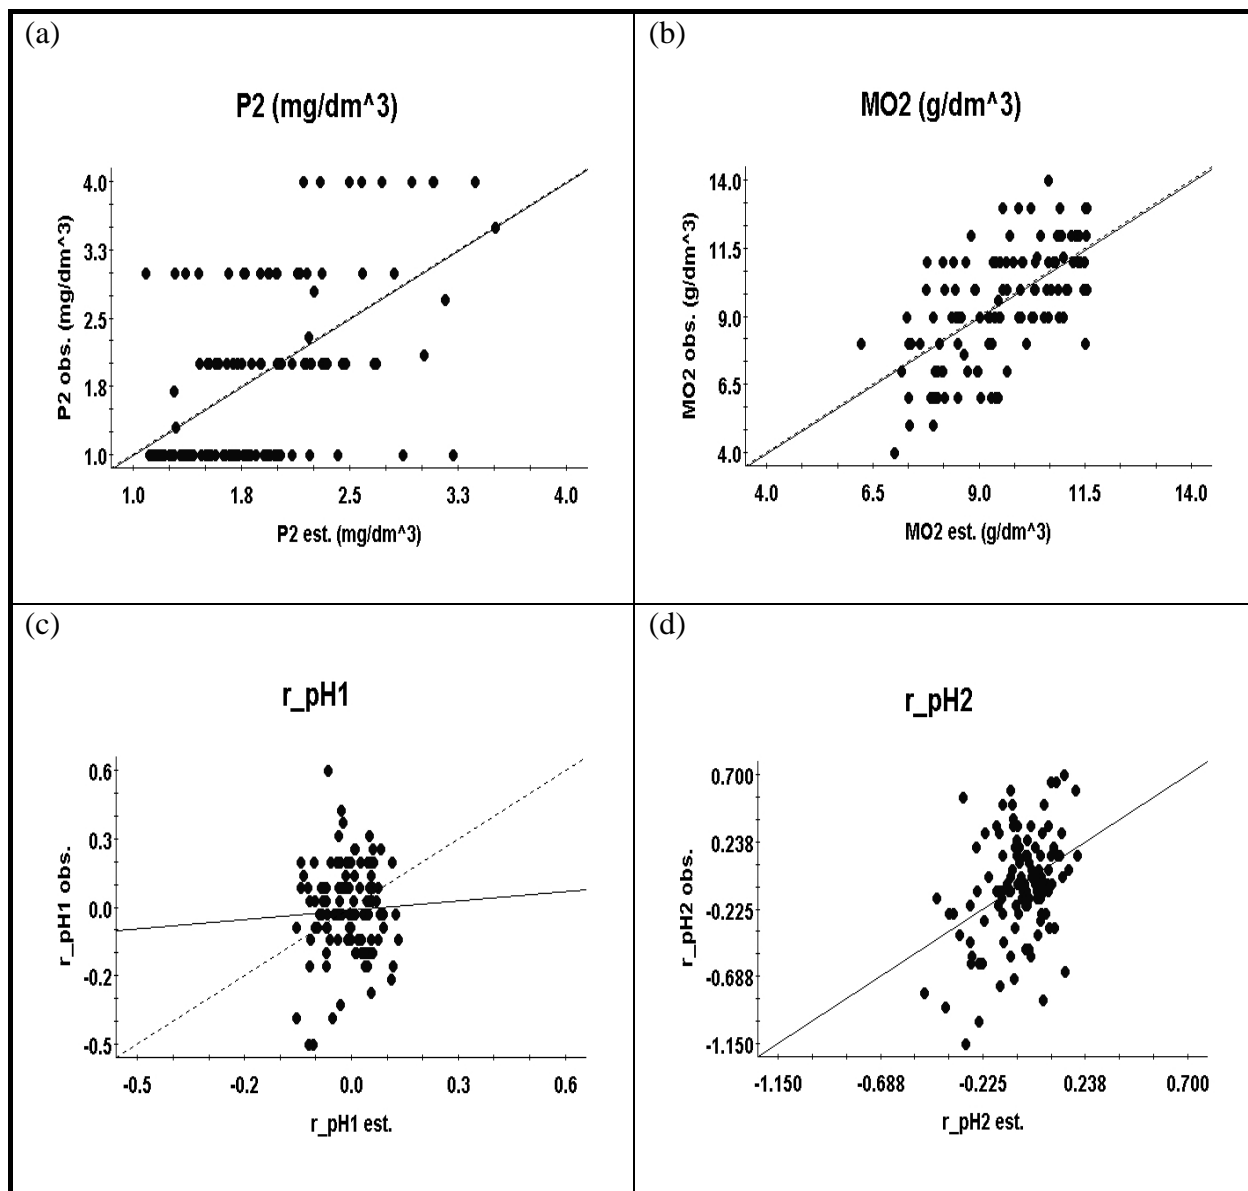 (a)
P2 (mg/dm^3)
P2 obs. (mg/dm^3)
4.0
3.3
2.5
1.8
1.0
1.0 1.8 2.5 3.3 4.0
P2 est. (mg/dm^3)
(b)
MO2 (g/dm^3)
MO2 obs. (g/dm^3)
14.0
11.5
9.0
6.5
4.0
4.0 6.5 9.0 11.5 14.0
MO2 est. (g/dm^3)
(c)
r_pH1
r_pH1 obs.
0.6
0.3
0.0
-0.2
-0.5
-0.5 -0.2 0.0 0.3 0.6
r_pH1 est.
(d)
r_pH2
r_pH2 obs.
0.700
0.238
-0.225
-0.688
-1.150
-1.150 -0.688 -0.225 0.238 0.700
r_pH2 est.